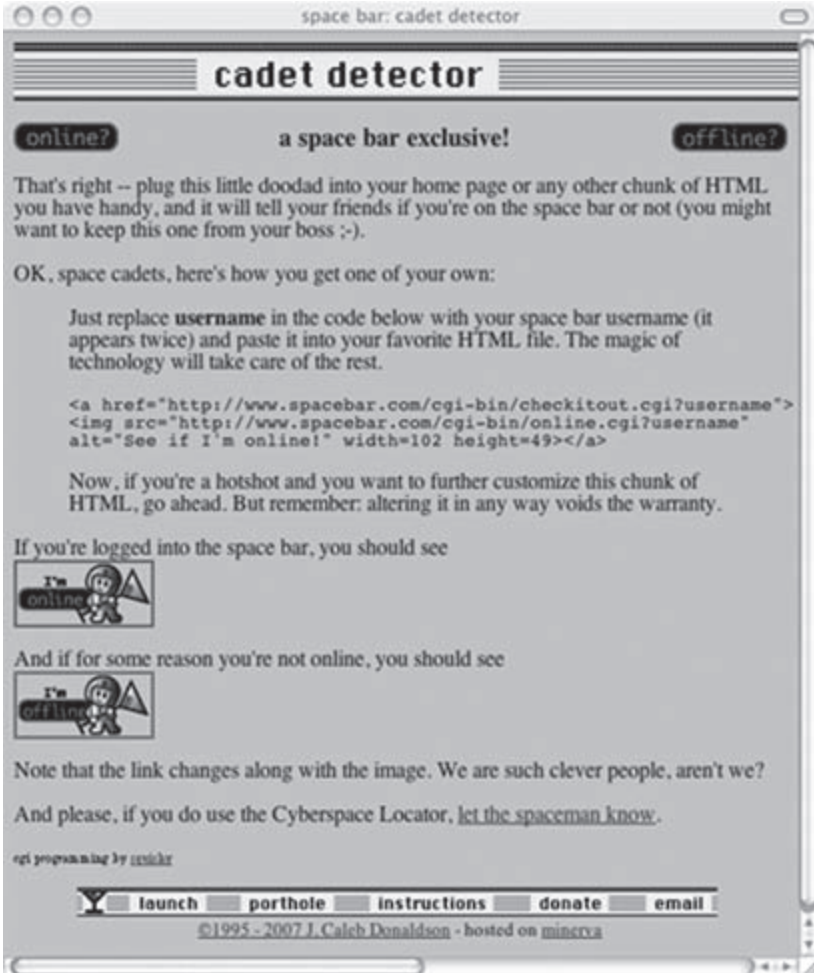 space bar: cadet detector
cadet detector
online? a space bar exclusive! offline?
That's right -- plug this little doodad into your home page or any other chunk of HTML
you have handy, and it will tell your friends if you're on the space bar or not (you might
want to keep this one from your boss ;-).
OK, space cadets, here's how you get one of your own:
Just replace username in the code below with your space bar username (it
appears twice) and paste it into your favorite HTML file. The magic of
technology will take care of the rest.
<a href="http://www.spacebar.com/cgi-bin/checkitout.cgi?username">
<img src="http://www.spacebar.com/cgi-bin/online.cgi?username"
alt="See if I'm online!" width=102 height=49></a>
Now, if you're a hotshot and you want to further customize this chunk of
HTML, go ahead. But remember: altering it in any way voids the warranty.
If you're logged into the space bar, you should see
I'm
online
And if for some reason you're not online, you should see
I'm
offline
Note that the link changes along with the image. We are such clever people, aren't we?
And please, if you do use the Cyberspace Locator, let the spaceman know.
cgi programming by
launch porthole instructions donate email
©1995 - 2007 J. Caleb Donaldson - hosted on minerva